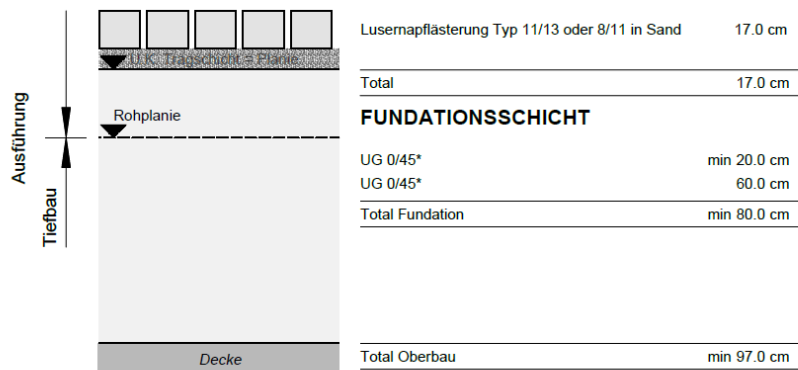 Lusernapflästerung Typ 11/13 oder 8/11 in Sand 17.0 cm
U.K. Tragschicht = Planie
Total 17.0 cm
Ausführung
Rohplanie
FUNDATIONSSCHICHT
UG 0/45* min 20.0 cm
UG 0/45* 60.0 cm
Tiefbau
Total Fundation min 80.0 cm
Decke
Total Oberbau min 97.0 cm